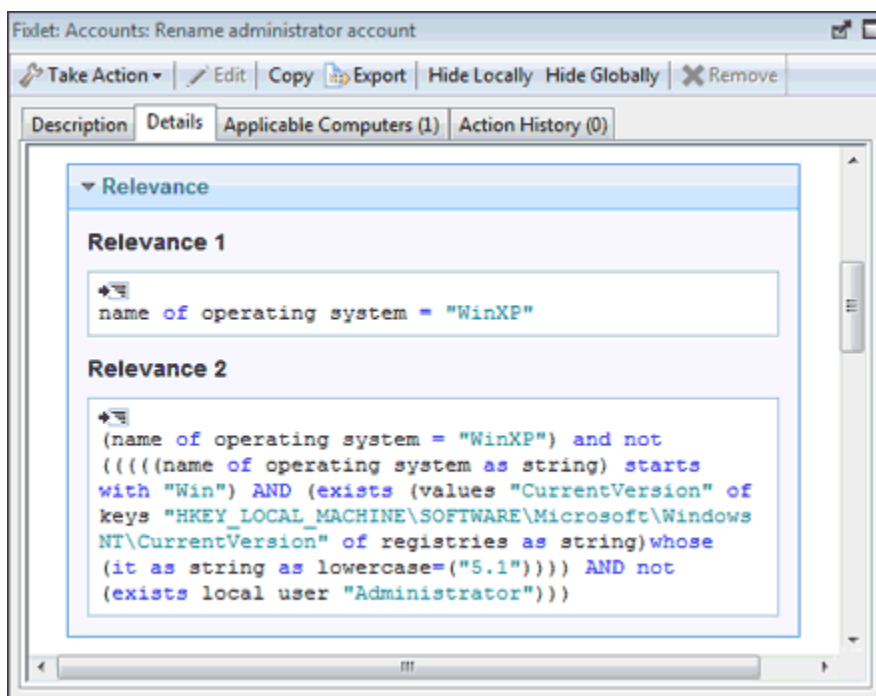 Fixlet: Accounts: Rename administrator account
Take Action Edit Copy Export Hide Locally Hide Globally Remove
Description Details Applicable Computers (1) Action History (0)
Relevance
Relevance 1
name of operating system = "WinXP"
Relevance 2
(name of operating system = "WinXP") and not
(((((name of operating system as string) starts
with "Win") AND (exists (values "CurrentVersion" of
keys "HKEY_LOCAL_MACHINE\SOFTWARE\Microsoft\Windows
NT\CurrentVersion" of registries as string)whose
(it as string as lowercase=("5.1")))) AND not
(exists local user "Administrator")))